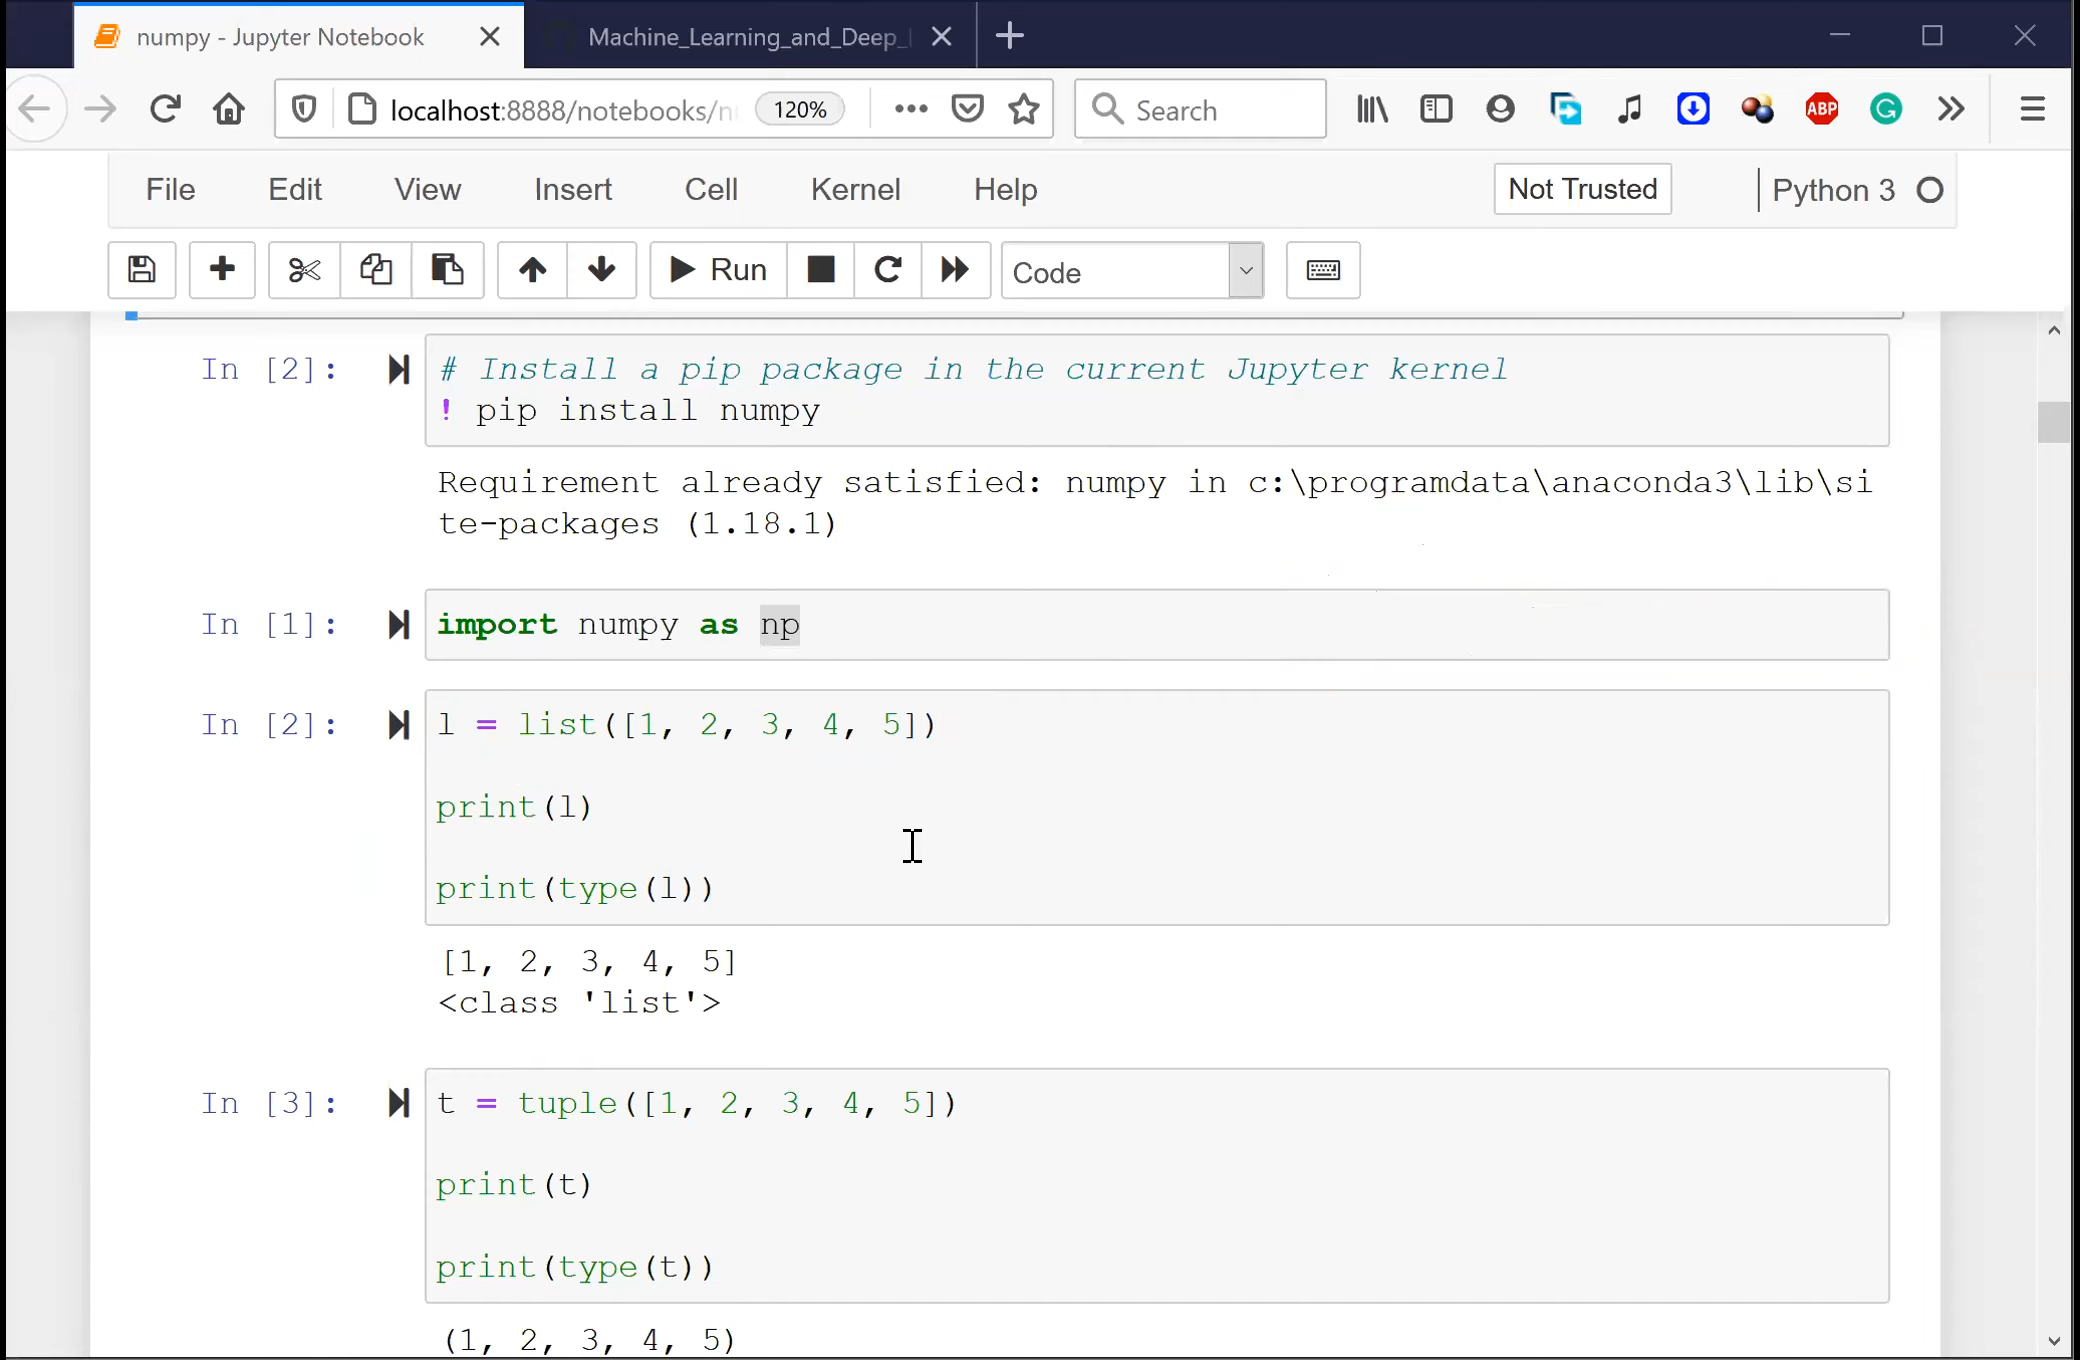 numpy - Jupyter Notebook
Machine_Learning_and_Deep_
localhost:8888/notebooks/n
120%
Search
ABP
File Edit View Insert Cell Kernel Help
Not Trusted
Python 3
Run
Code
In [2]:
# Install a pip package in the current Jupyter kernel
! pip install numpy
Requirement already satisfied: numpy in c:\programdata\anaconda3\lib\si
te-packages (1.18.1)
In [1]:
import numpy as np
In [2]:
l = list([1, 2, 3, 4, 5])
print(l)
print(type(l))
[1, 2, 3, 4, 5]
<class 'list'>
In [3]:
t = tuple([1, 2, 3, 4, 5])
print(t)
print(type(t))
(1, 2, 3, 4, 5)